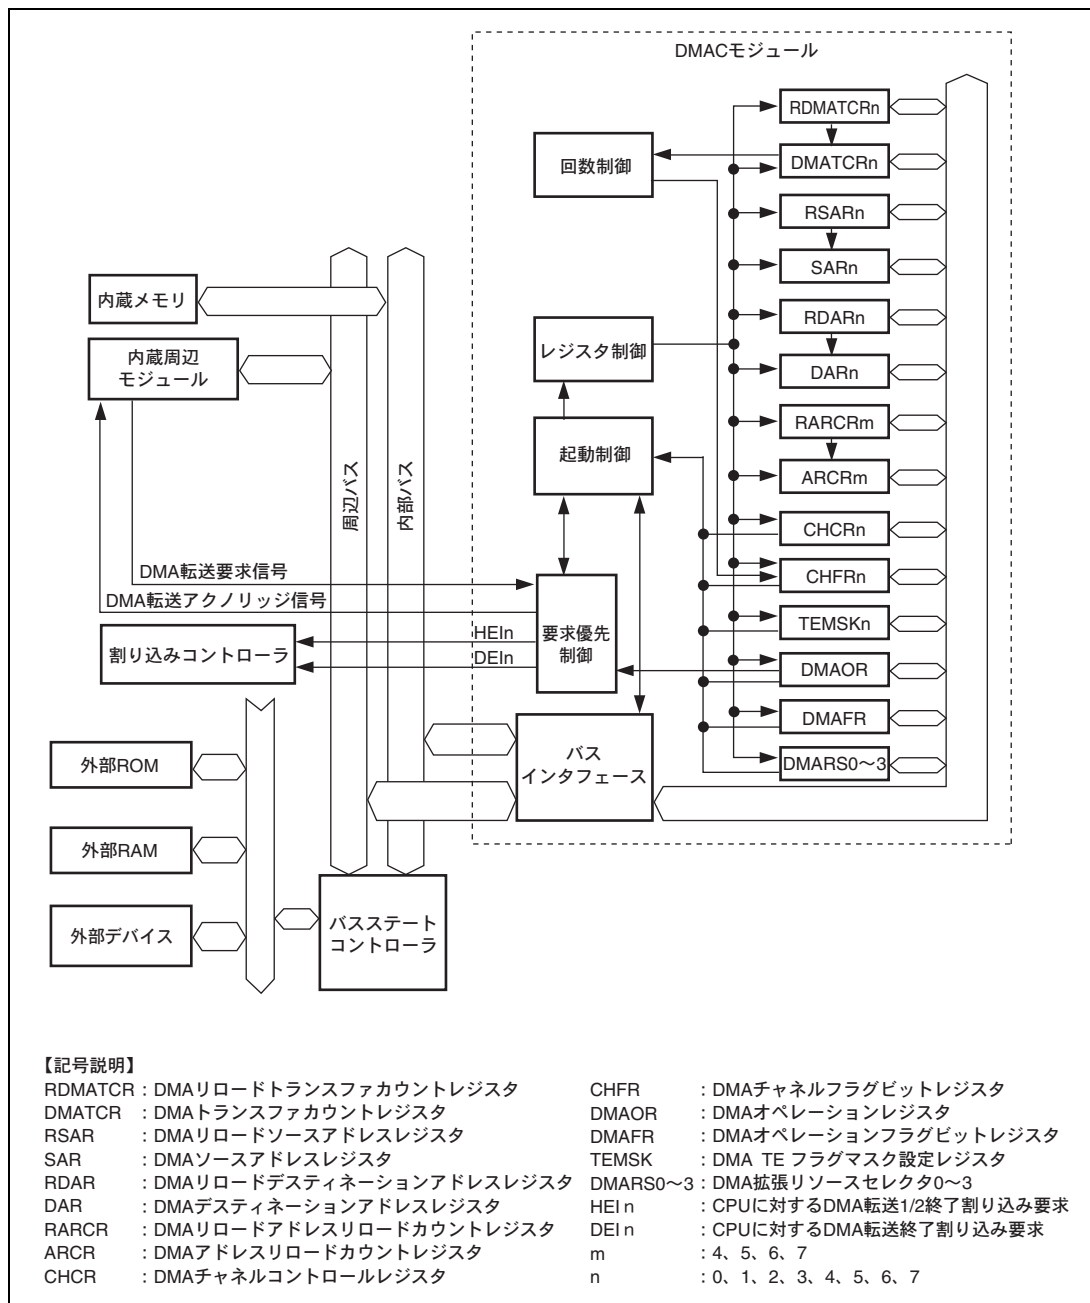 DMACモジュール
RDMATCRn
回数制御
DMATCRn
RSARn
SARn
内蔵メモリ
RDARn
レジスタ制御
内蔵周辺
モジュール
DARn
RARCRm
起動制御
ARCRm
周辺バス
内部バス
CHCRn
DMA転送要求信号
CHFRn
DMA転送アクノリッジ信号
TEMSKn
HEIn
要求優先
制御
割り込みコントローラ
DEIn
DMAOR
DMAFR
バス
インタフェース
外部ROM
DMARS0～3
外部RAM
バスステート
コントローラ
外部デバイス
【記号説明】
RDMATCR：DMAリロードトランスファカウントレジスタ
DMATCR：DMAトランスファカウントレジスタ
RSAR：DMAリロードソースアドレスレジスタ
SAR：DMAソースアドレスレジスタ
RDAR：DMAリロードデスティネーションアドレスレジスタ
DAR：DMAデスティネーションアドレスレジスタ
RARCR：DMAリロードアドレスリロードカウントレジスタ
ARCR：DMAアドレスリロードカウントレジスタ
CHCR：DMAチャネルコントロールレジスタ
CHFR：DMAチャネルフラグビットレジスタ
DMAOR：DMAオペレーションレジスタ
DMAFR：DMAオペレーションフラグビットレジスタ
TEMSK：DMA TE フラグマスク設定レジスタ
DMARS0～3：DMA拡張リソースセレクタ0～3
HEI n：CPUに対するDMA転送1/2終了割り込み要求
DEI n：CPUに対するDMA転送終了割り込み要求
m：4、5、6、7
n：0、1、2、3、4、5、6、7